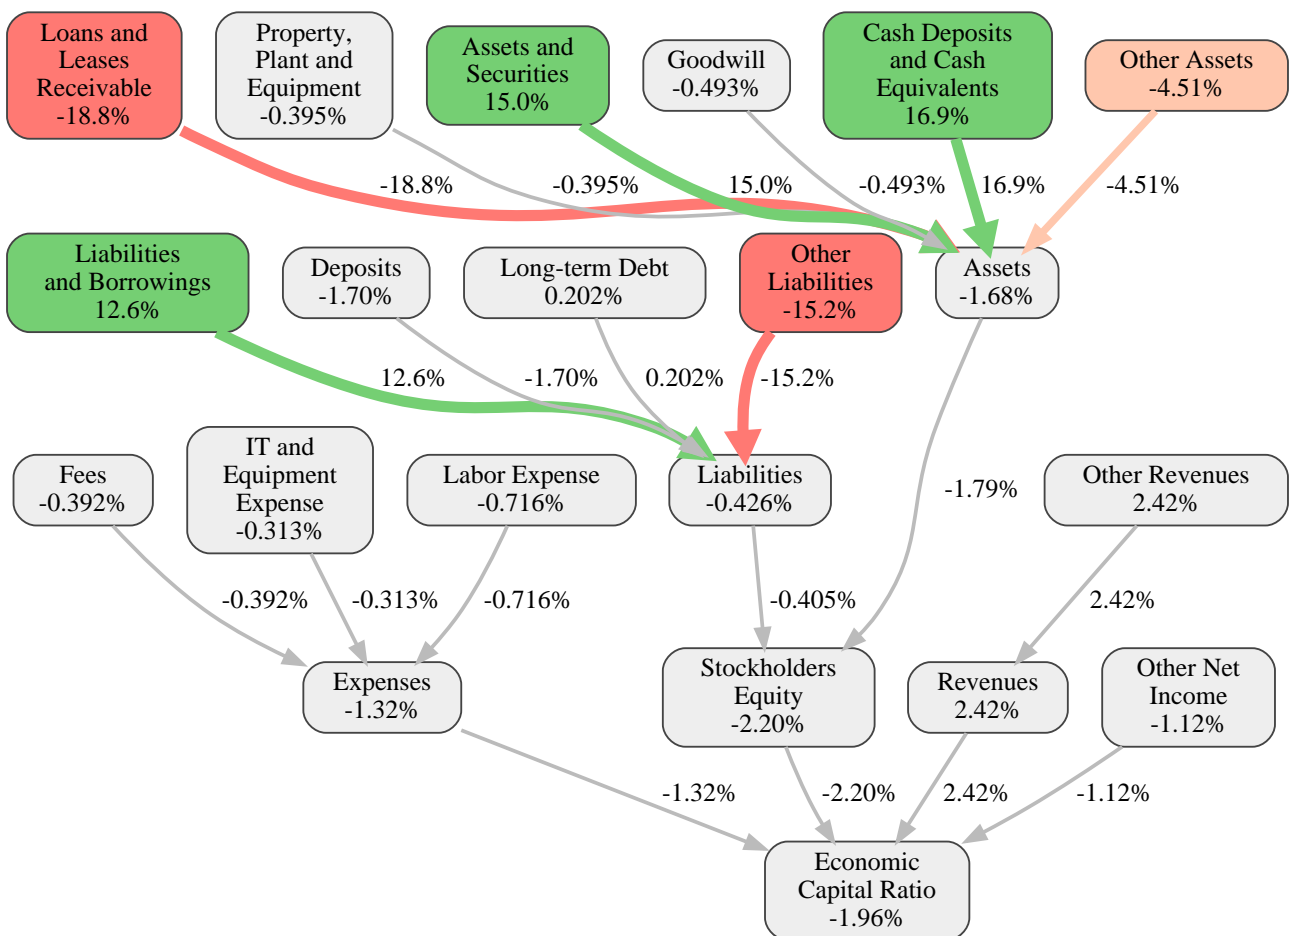 Loans and
Leases
Receivable
-18.8%
Property,
Plant and
Equipment
-0.395%
Assets and
Securities
15.0%
Goodwill
-0.493%
Cash Deposits
and Cash
Equivalents
16.9%
Other Assets
-4.51%
-18.8%
-0.395%
15.0%
-0.493%
16.9%
-4.51%
Liabilities
and Borrowings
12.6%
Deposits
-1.70%
Long-term Debt
0.202%
Other
Liabilities
-15.2%
Assets
-1.68%
12.6%
-1.70%
0.202%
-15.2%
Fees
-0.392%
IT and
Equipment
Expense
-0.313%
Labor Expense
-0.716%
Liabilities
-0.426%
-1.79%
Other Revenues
2.42%
-0.392%
-0.313%
-0.716%
-0.405%
2.42%
Expenses
-1.32%
Stockholders
Equity
-2.20%
Revenues
2.42%
Other Net
Income
-1.12%
-1.32%
-2.20%
2.42%
-1.12%
Economic
Capital Ratio
-1.96%